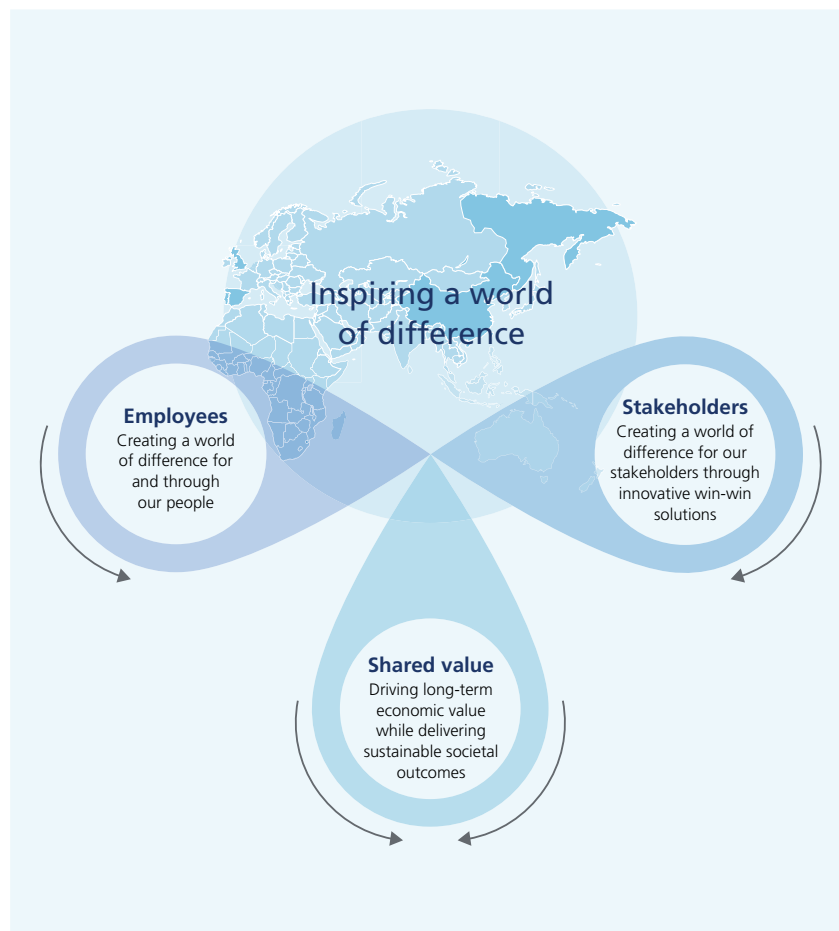 Inspiring a world
of difference
Employees
Creating a world
of difference for
and through
our people
Stakeholders
Creating a world of
difference for our
stakeholders through
innovative win-win
solutions
Shared value
Driving long-term
economic value
while delivering
sustainable societal
outcomes